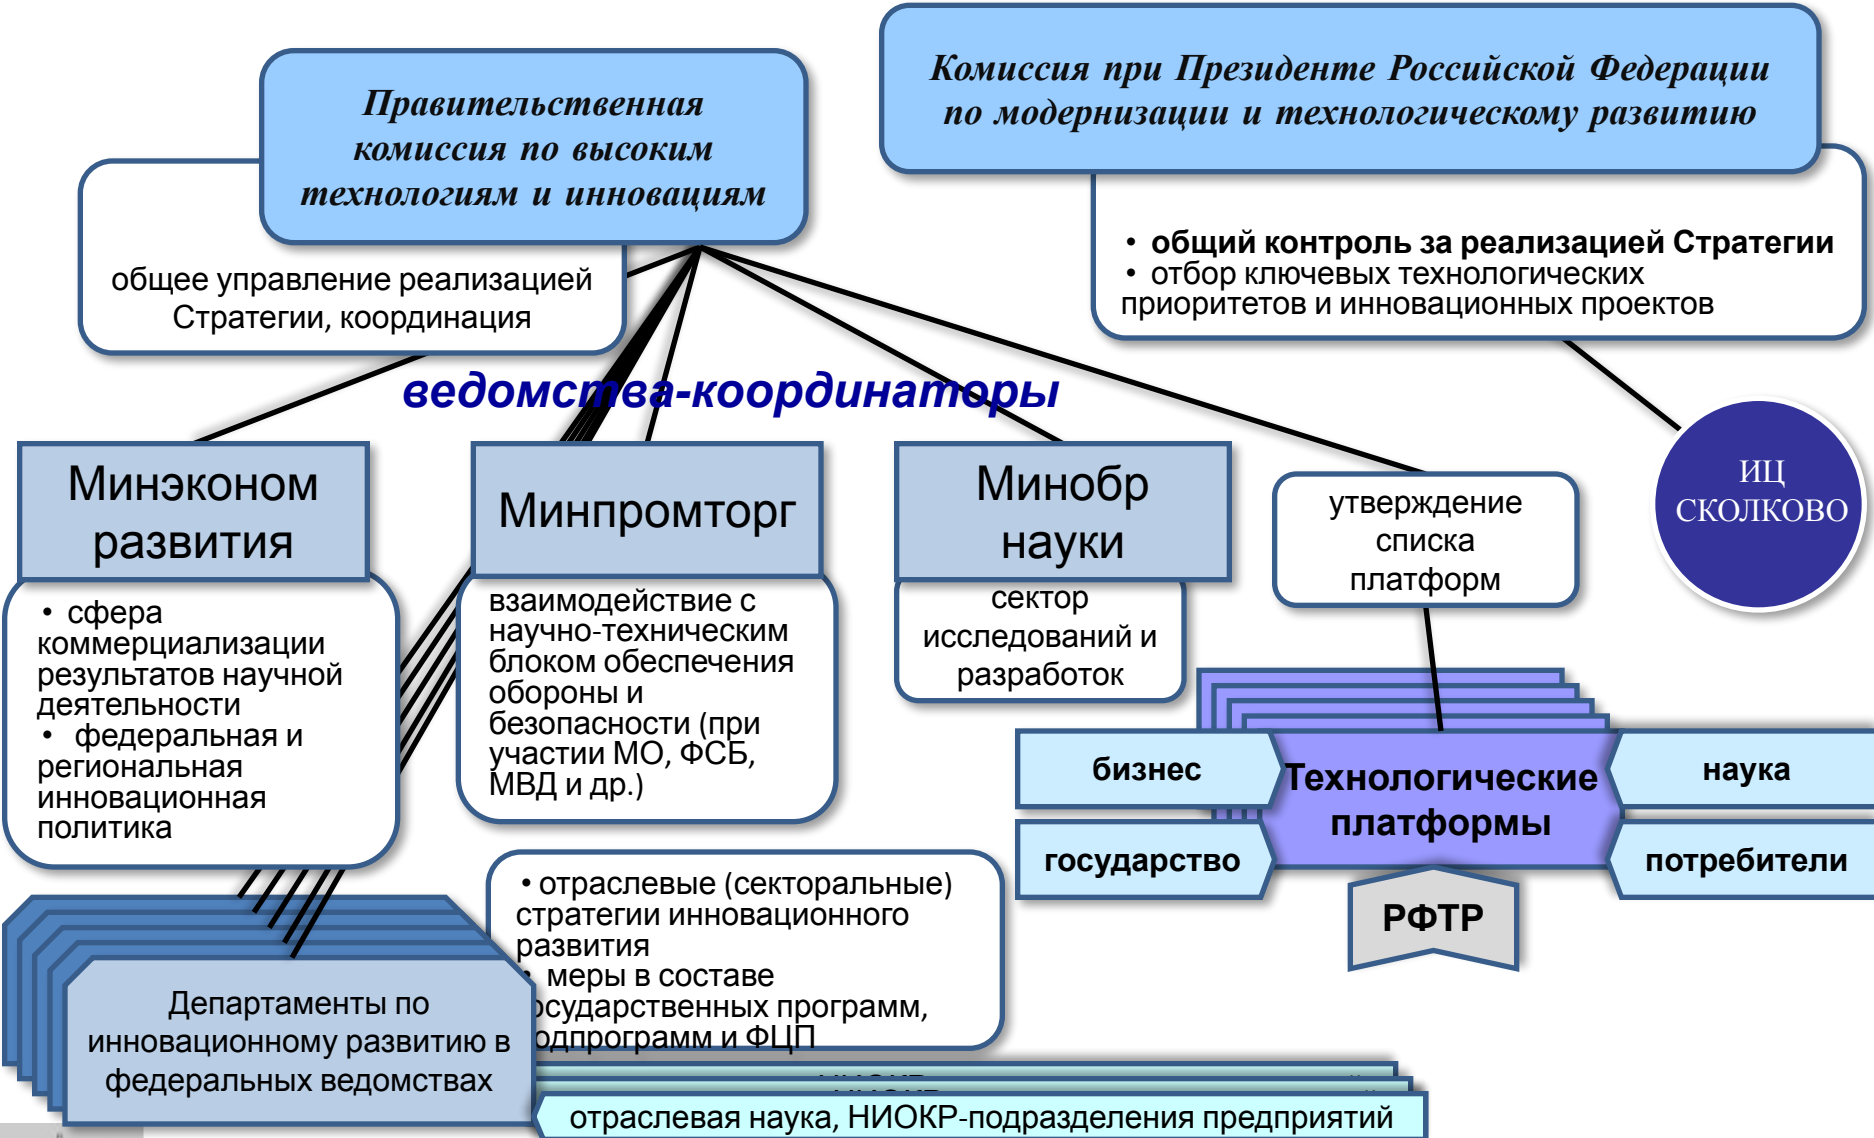 Комиссия при Президенте Российской Федерации
по модернизации и технологическому развитию
Правительственная
комиссия по высоким
технологиям и инновациям
общее управление реализацией
Стратегии, координация
• общий контроль за реализацией Стратегии
• отбор ключевых технологических
приоритетов и инновационных проектов
ведомства-координаторы
Минэконом
развития
Минпромторг
Минобр
науки
утверждение
списка
платформ
ИЦ
СКОЛКОВО
• сфера
коммерциализации
результатов научной
деятельности
• федеральная и
региональная
инновационная
политика
взаимодействие с
научно-техническим
блоком обеспечения
обороны и
безопасности (при
участии МО, ФСБ,
МВД и др.)
сектор
исследований и
разработок
бизнес
государство
Технологические
платформы
наука
потребители
РФТР
• отраслевые (секторальные)
стратегии инновационного
развития
• меры в составе
осударственных программ,
одпрограмм и ФЦП
Департаменты по
инновационному развитию в
федеральных ведомствах
отраслевая наука, НИОКР-подразделения предприятий